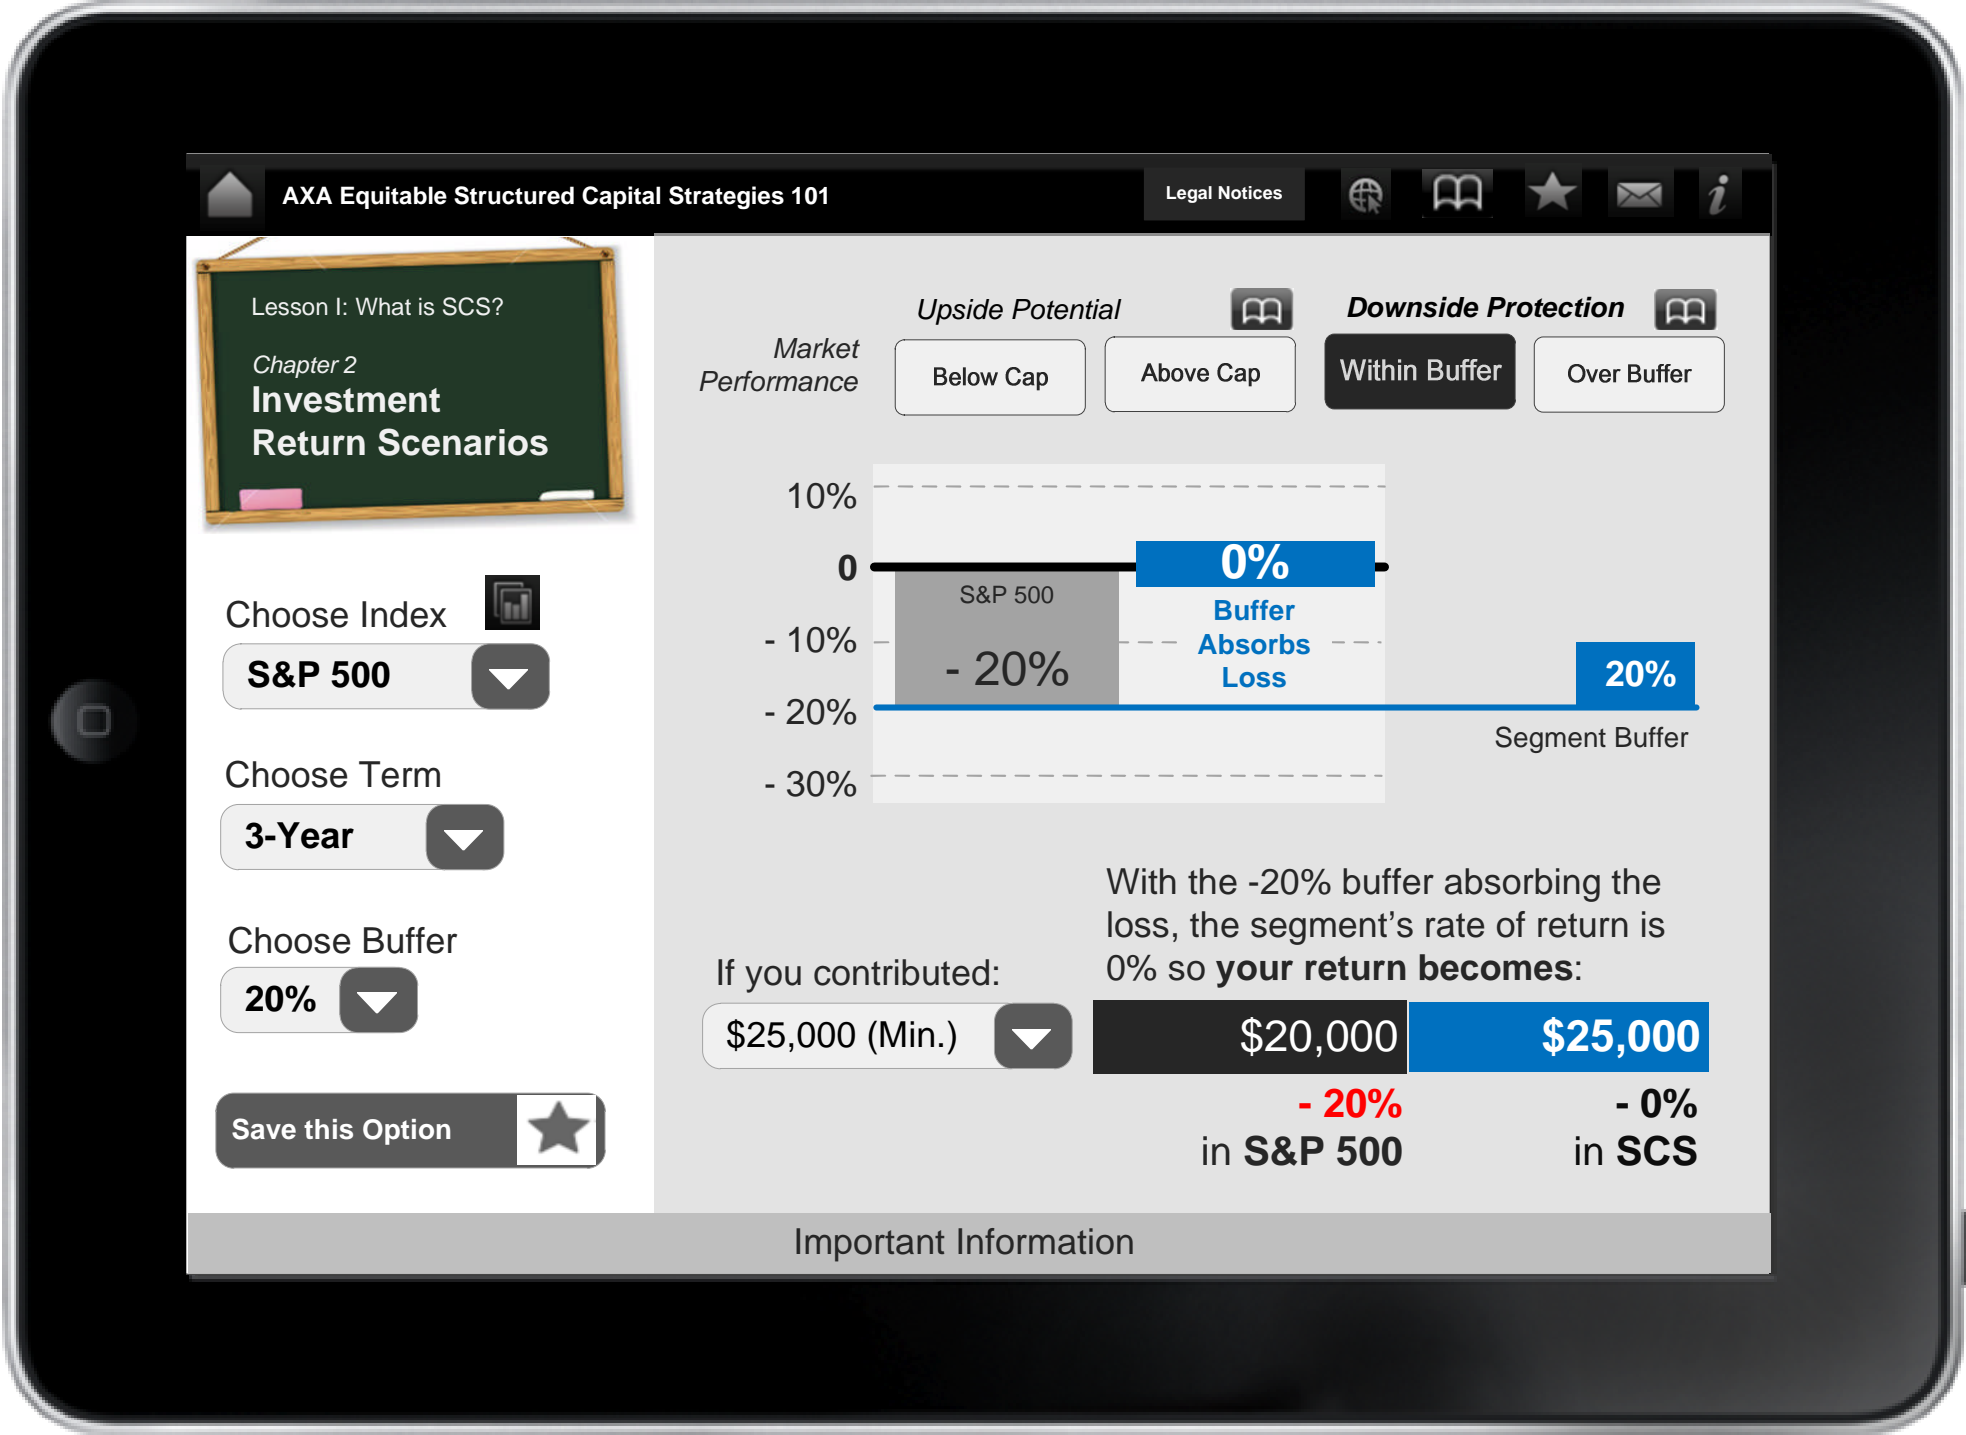 AXA Equitable Structured Capital Strategies 101
Legal Notices
i
Lesson I: What is SCS?
Chapter 2
Investment
Return Scenarios
Choose Index
S&P 500
Choose Term
3-Year
Choose Buffer
20%
Save this Option
Upside Potential
Downside Protection
Market
Performance
Below Cap
Above Cap
Within Buffer
Over Buffer
10%
0
- 10%
- 20%
- 30%
S&P 500
- 20%
0%
Buffer
Absorbs
Loss
20%
Segment Buffer
If you contributed:
$25,000 (Min.)
With the -20% buffer absorbing the
loss, the segment's rate of return is
0% so your return becomes:
$20,000
$25,000
- 20%
in S&P 500
- 0%
in SCS
Important Information